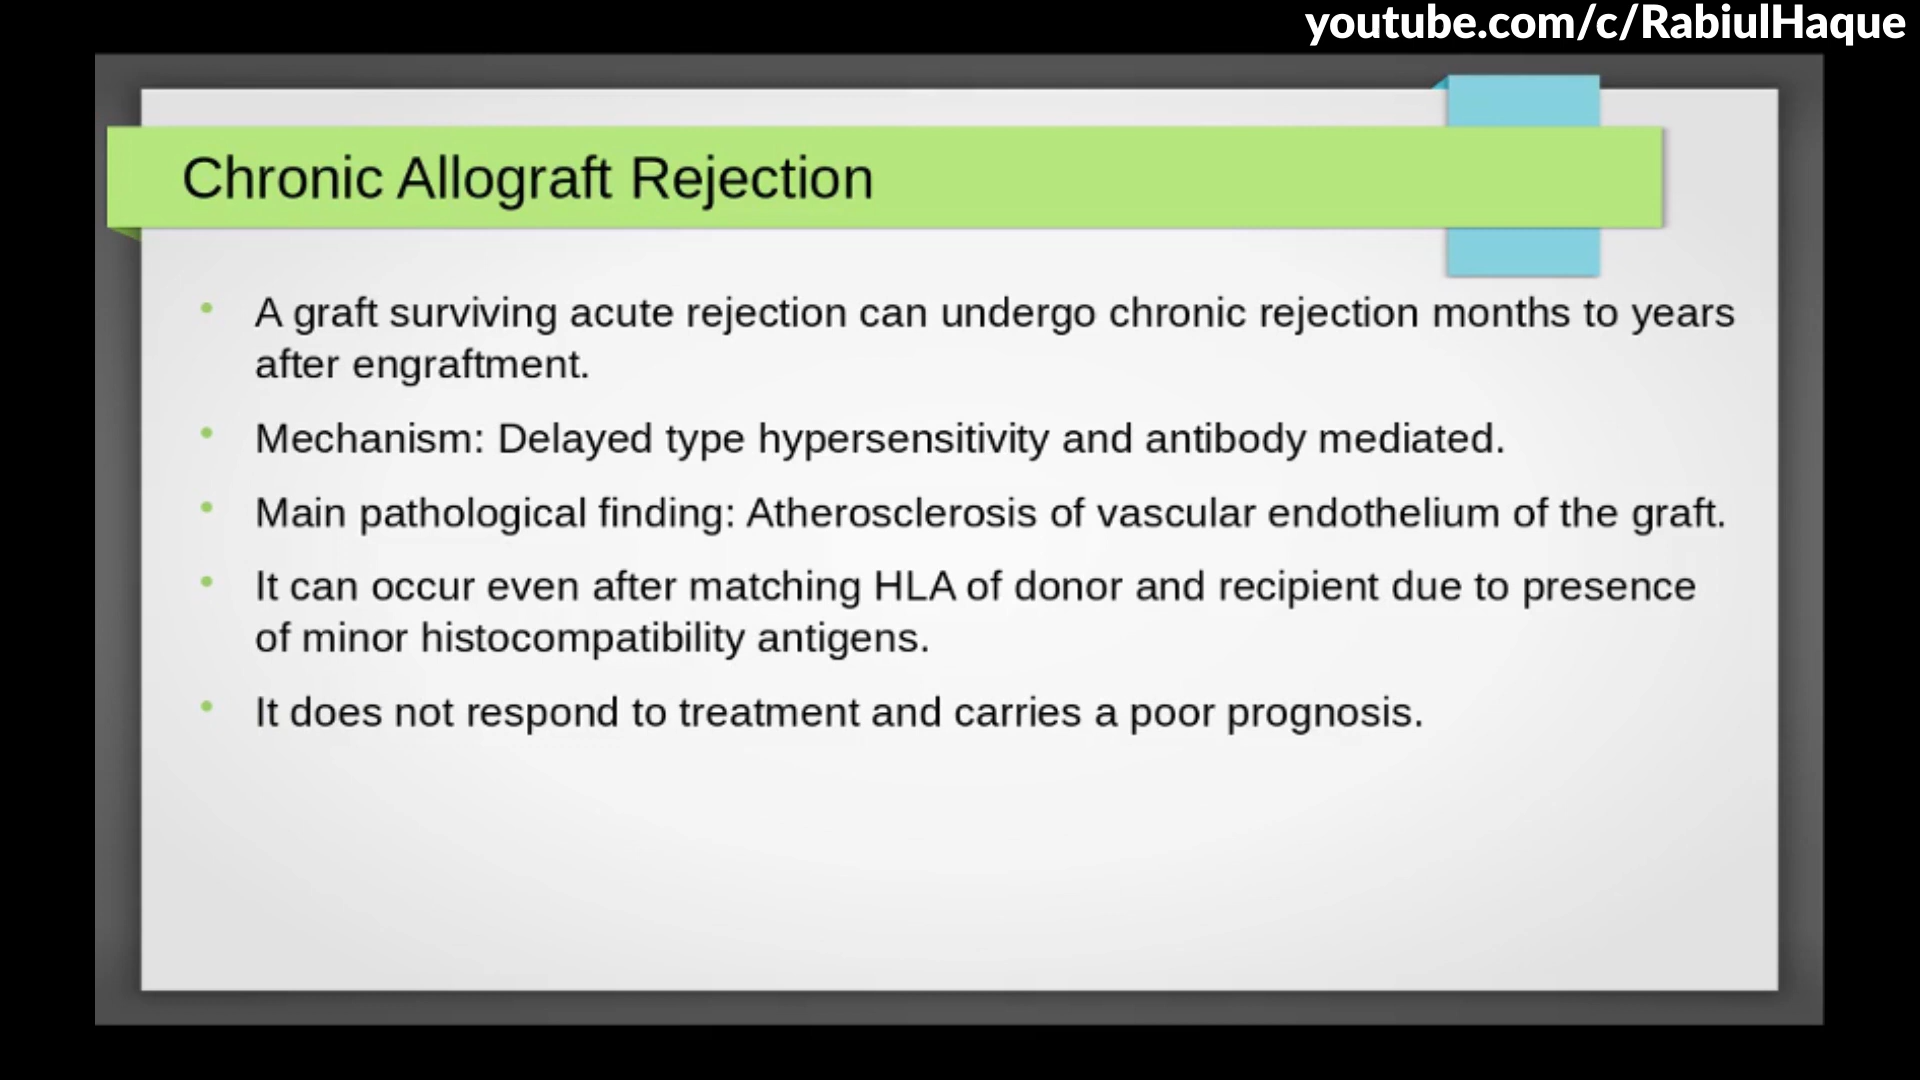 youtube.com/c/RabiulHaque
Chronic Allograft Rejection
• A graft surviving acute rejection can undergo chronic rejection months to years
after engraftment.
• Mechanism: Delayed type hypersensitivity and antibody mediated.
• Main pathological finding: Atherosclerosis of vascular endothelium of the graft.
• It can occur even after matching HLA of donor and recipient due to presence
of minor histocompatibility antigens.
• It does not respond to treatment and carries a poor prognosis.